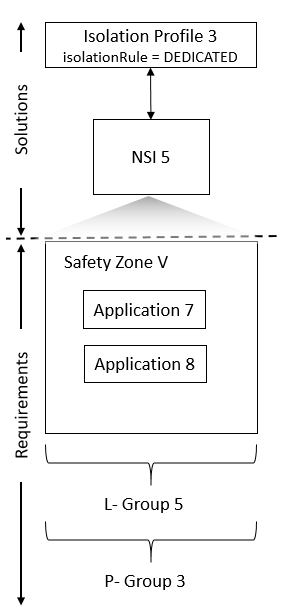 Isolation Profile 3
isolationRule = DEDICATED
Solutions
NSI 5
Safety Zone V
Application 7
Application 8
Requirements
L- Group 5
P- Group 3